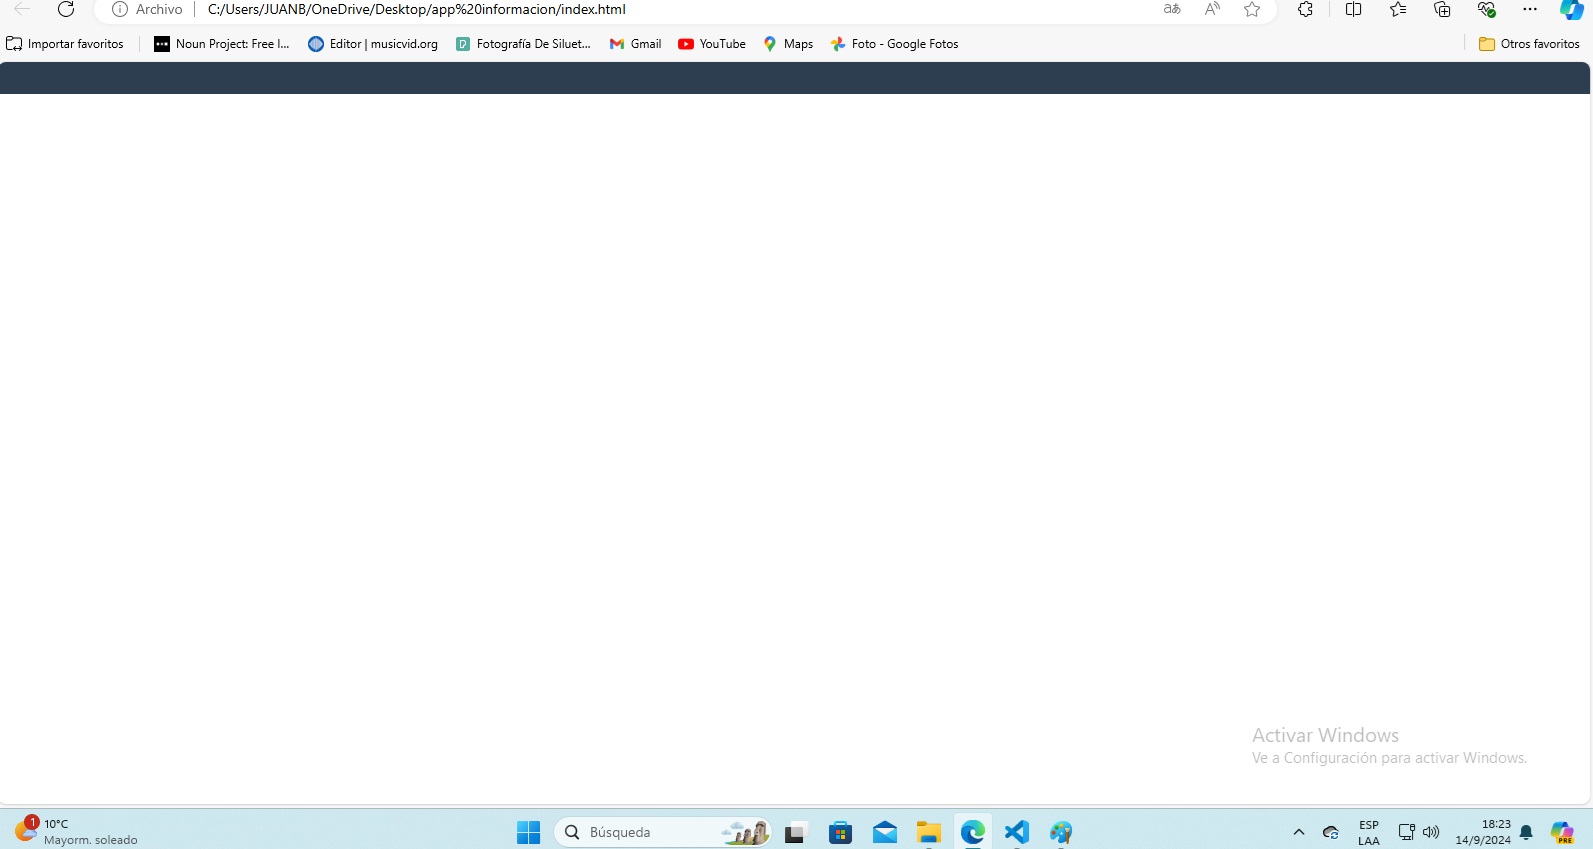 Archivo C:/Users/JUANB/OneDrive/Desktop/app%20informacion/index.html
Importar favoritos Noun Project: Free I... Editor | musicvid.org Fotografía De Siluet... Gmail YouTube Maps Foto - Google Fotos Otros favoritos
Activar Windows
Ve a Configuración para activar Windows.
1 10°C
Mayorm. soleado
Búsqueda
ESP
LAA
18:23
14/9/2024
PRE